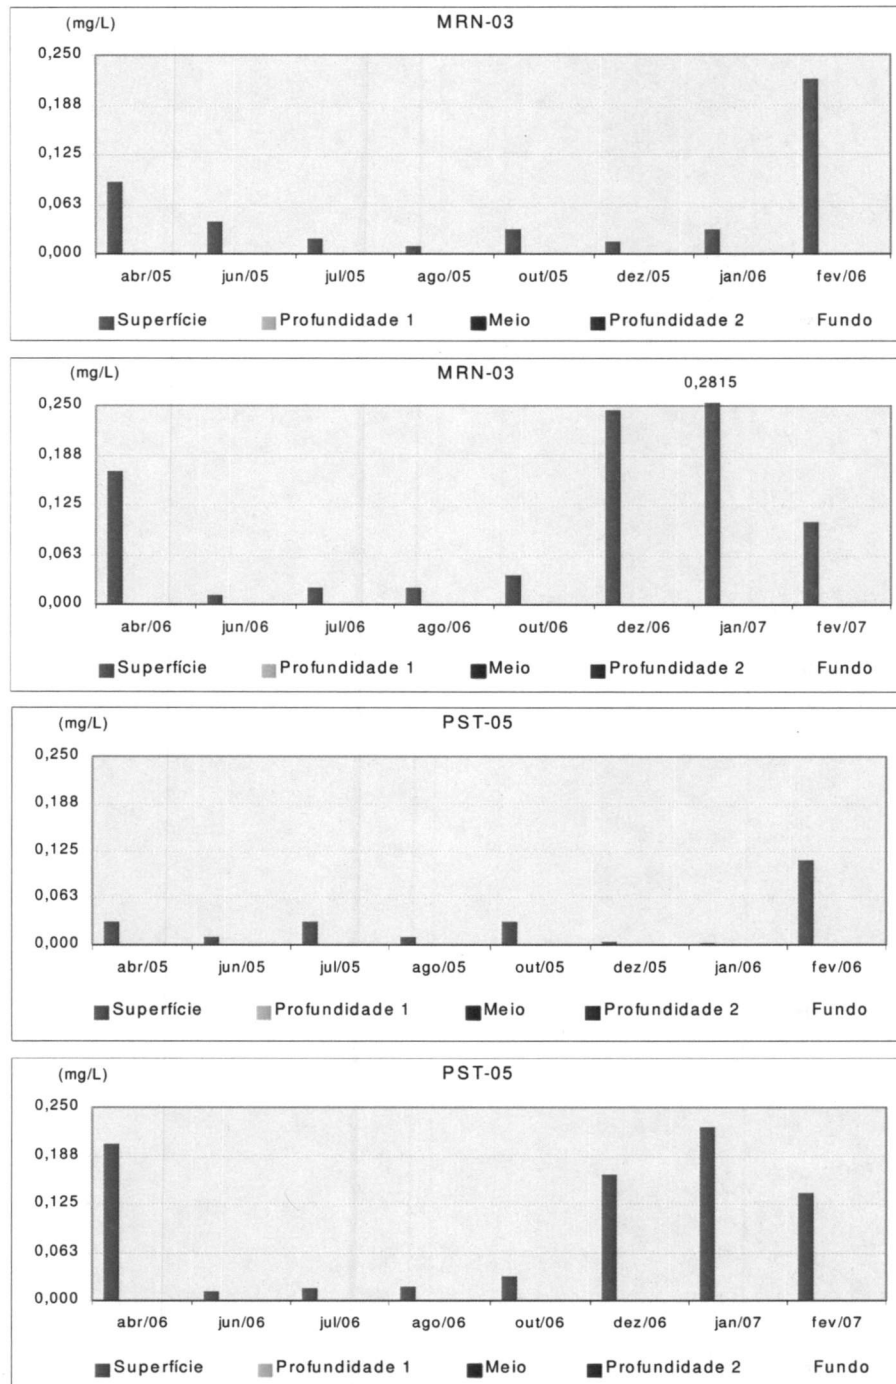 (mg/L) MRN-03
0,250
0,188
0,125
0,063
0,000
abr/05 jun/05 jul/05 ago/05 out/05 dez/05 jan/06 fev/06
Superfície Profundidade 1 Meio Profundidade 2 Fundo
(mg/L) MRN-03
0,2815
0,250
0,188
0,125
0,063
0,000
abr/06 jun/06 jul/06 ago/06 out/06 dez/06 jan/07 fev/07
Superfície Profundidade 1 Meio Profundidade 2 Fundo
(mg/L) PST-05
0,250
0,188
0,125
0,063
0,000
abr/05 jun/05 jul/05 ago/05 out/05 dez/05 jan/06 fev/06
Superfície Profundidade 1 Meio Profundidade 2 Fundo
(mg/L) PST-05
0,250
0,188
0,125
0,063
0,000
abr/06 jun/06 jul/06 ago/06 out/06 dez/06 jan/07 fev/07
Superfície Profundidade 1 Meio Profundidade 2 Fundo